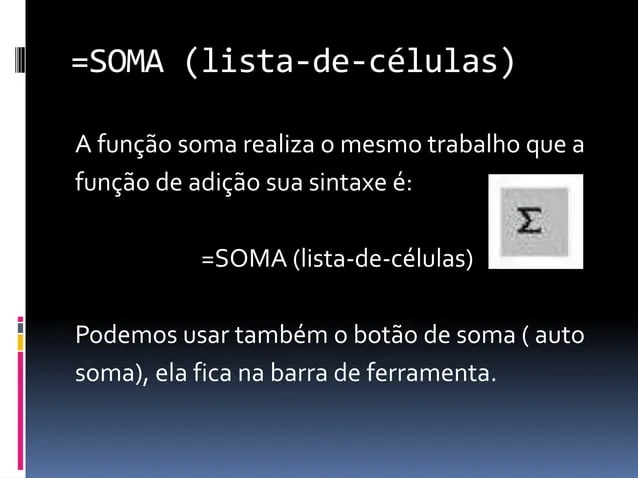 =SOMA (lista-de-células)
A função soma realiza o mesmo trabalho que a
função de adição sua sintaxe é:
Σ
=SOMA (lista-de-células)
Podemos usar também o botão de soma ( auto
soma), ela fica na barra de ferramenta.